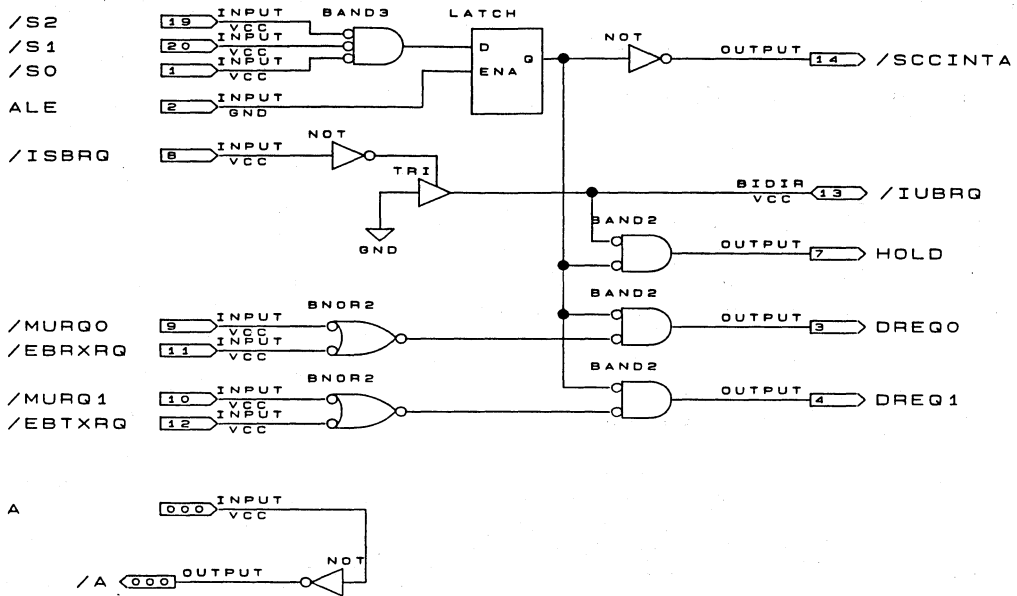 /S2 19 INPUT VCC BAND3 LATCH
/S1 20 INPUT VCC D Q NOT OUTPUT 14 /SCCINTA
/S0 1 INPUT VCC ENA
ALE 2 INPUT GND
/ISBRQ 8 INPUT VCC NOT
TRI BIDIR VCC 13 /IUBRQ
GND BAND2 OUTPUT 7 HOLD
/MURQ0 9 INPUT VCC BNOR2 BAND2 OUTPUT 3 DREQ0
/EBRXRQ 11 INPUT VCC
/MURQ1 10 INPUT VCC BNOR2 BAND2 OUTPUT 4 DREQ1
/EBTXRQ 12 INPUT VCC
A 000 INPUT VCC
/A 000 OUTPUT NOT